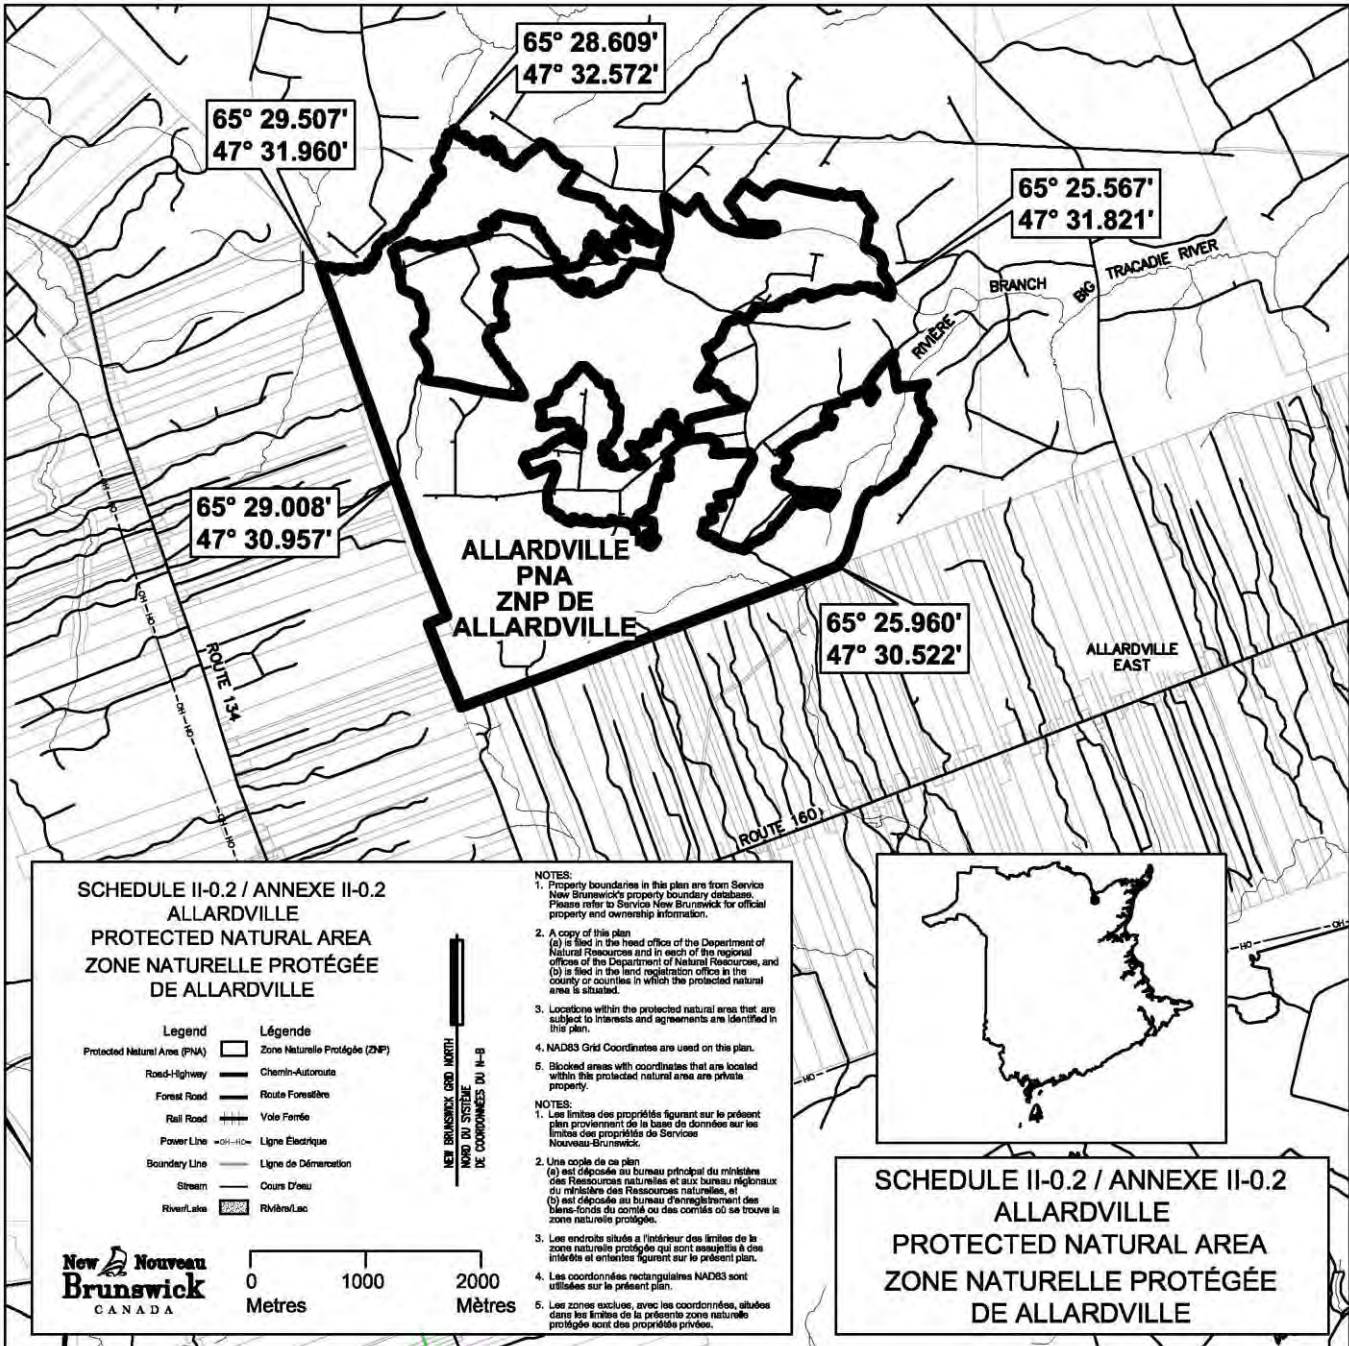 65° 28.609'
47° 32.572'
65° 29.507'
47° 31.960'
65° 25.567'
47° 31.821'
RIVIÈRE
BRANCH
BIG
TRACADIE RIVER
65° 29.008'
47° 30.957'
ALLARDVILLE
PNA
ZNP DE
ALLARDVILLE
65° 25.960'
47° 30.522'
ALLARDVILLE
EAST
ROUTE 134
ROUTE 160
OH-HO
OH-HO
OH-HO
OH-HO
SCHEDULE II-0.2 / ANNEXE II-0.2
ALLARDVILLE
PROTECTED NATURAL AREA
ZONE NATURELLE PROTÉGÉE
DE ALLARDVILLE
Legend Légende
Protected Natural Area (PNA) Zone Naturelle Protégée (ZNP)
Road-Highway Chemin-Autoroute
Forest Road Route Forestière
Rail Road Voie Ferrée
Power Line OH-HO Ligne Électrique
Boundary Line Ligne de Démarcation
Stream Cours D'eau
River/Lake Rivière/Lac
NEW BRUNSWICK GRID NORTH
NORD DU SYSTÈME
DE COORDONNÉES DU N-B
New Nouveau
Brunswick
CANADA
0 1000 2000
Metres Mètres
NOTES:
1. Property boundaries in this plan are from Service
New Brunswick's property boundary database.
Please refer to Service New Brunswick for official
property and ownership information.
2. A copy of this plan
(a) is filed in the head office of the Department of
Natural Resources and in each of the regional
offices of the Department of Natural Resources, and
(b) is filed in the land registration office in the
county or counties in which the protected natural
area is situated.
3. Locations within the protected natural area that are
subject to interests and agreements are identified in
this plan.
4. NAD83 Grid Coordinates are used on this plan.
5. Blocked areas with coordinates that are located
within this protected natural area are private
property.
NOTES:
1. Les limites des propriétés figurant sur le présent
plan proviennent de la base de données sur les
limites des propriétés de Services
Nouveau-Brunswick.
2. Une copie de ce plan
(a) est déposée au bureau principal du ministère
des Ressources naturelles et aux bureau régionaux
du ministère des Ressources naturelles, et
(b) est déposée au bureau d'enregistrement des
biens-fonds du comté ou des comtés où se trouve la
zone naturelle protégée.
3. Les endroits situés a l'intérieur des limites de la
zone naturelle protégée qui sont assujettis à des
intérêts et ententes figurent sur le présent plan.
4. Les coordonnées rectangulaires NAD83 sont
utilisées sur le présent plan.
5. Les zones exclues, avec les coordonnées, situées
dans les limites de la présente zone naturelle
protégée sont des propriétés privées.
HO
OH
HO
SCHEDULE II-0.2 / ANNEXE II-0.2
ALLARDVILLE
PROTECTED NATURAL AREA
ZONE NATURELLE PROTÉGÉE
DE ALLARDVILLE